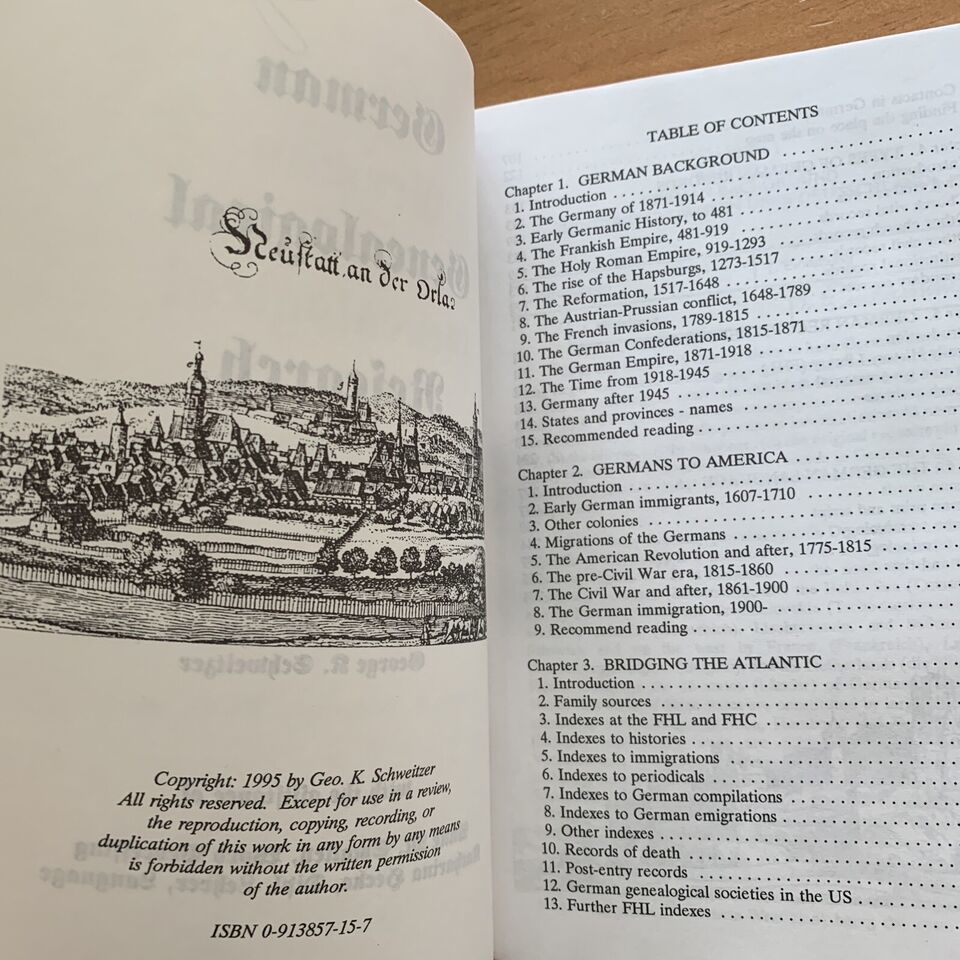 Neustatt an der Orla
Copyright: 1995 by Geo. K. Schweitzer
All rights reserved. Except for use in a review,
the reproduction, copying, recording, or
duplication of this work in any form by any means
is forbidden without the written permission
of the author.
ISBN 0-913857-15-7
TABLE OF CONTENTS
Chapter 1. GERMAN BACKGROUND
1. Introduction
2. The Germany of 1871-1914
3. Early Germanic History, to 481
4. The Frankish Empire, 481-919
5. The Holy Roman Empire, 919-1293
6. The rise of the Hapsburgs, 1273-1517
7. The Reformation, 1517-1648
8. The Austrian-Prussian conflict, 1648-1789
9. The French invasions, 1789-1815
10. The German Confederations, 1815-1871
11. The German Empire, 1871-1918
12. The Time from 1918-1945
13. Germany after 1945
14. States and provinces - names
15. Recommended reading
Chapter 2. GERMANS TO AMERICA
1. Introduction
2. Early German immigrants, 1607-1710
3. Other colonies
4. Migrations of the Germans
5. The American Revolution and after, 1775-1815
6. The pre-Civil War era, 1815-1860
7. The Civil War and after, 1861-1900
8. The German immigration, 1900-
9. Recommend reading
Chapter 3. BRIDGING THE ATLANTIC
1. Introduction
2. Family sources
3. Indexes at the FHL and FHC
4. Indexes to histories
5. Indexes to immigrations
6. Indexes to periodicals
7. Indexes to German compilations
8. Indexes to German emigrations
9. Other indexes
10. Records of death
11. Post-entry records
12. German genealogical societies in the US
13. Further FHL indexes